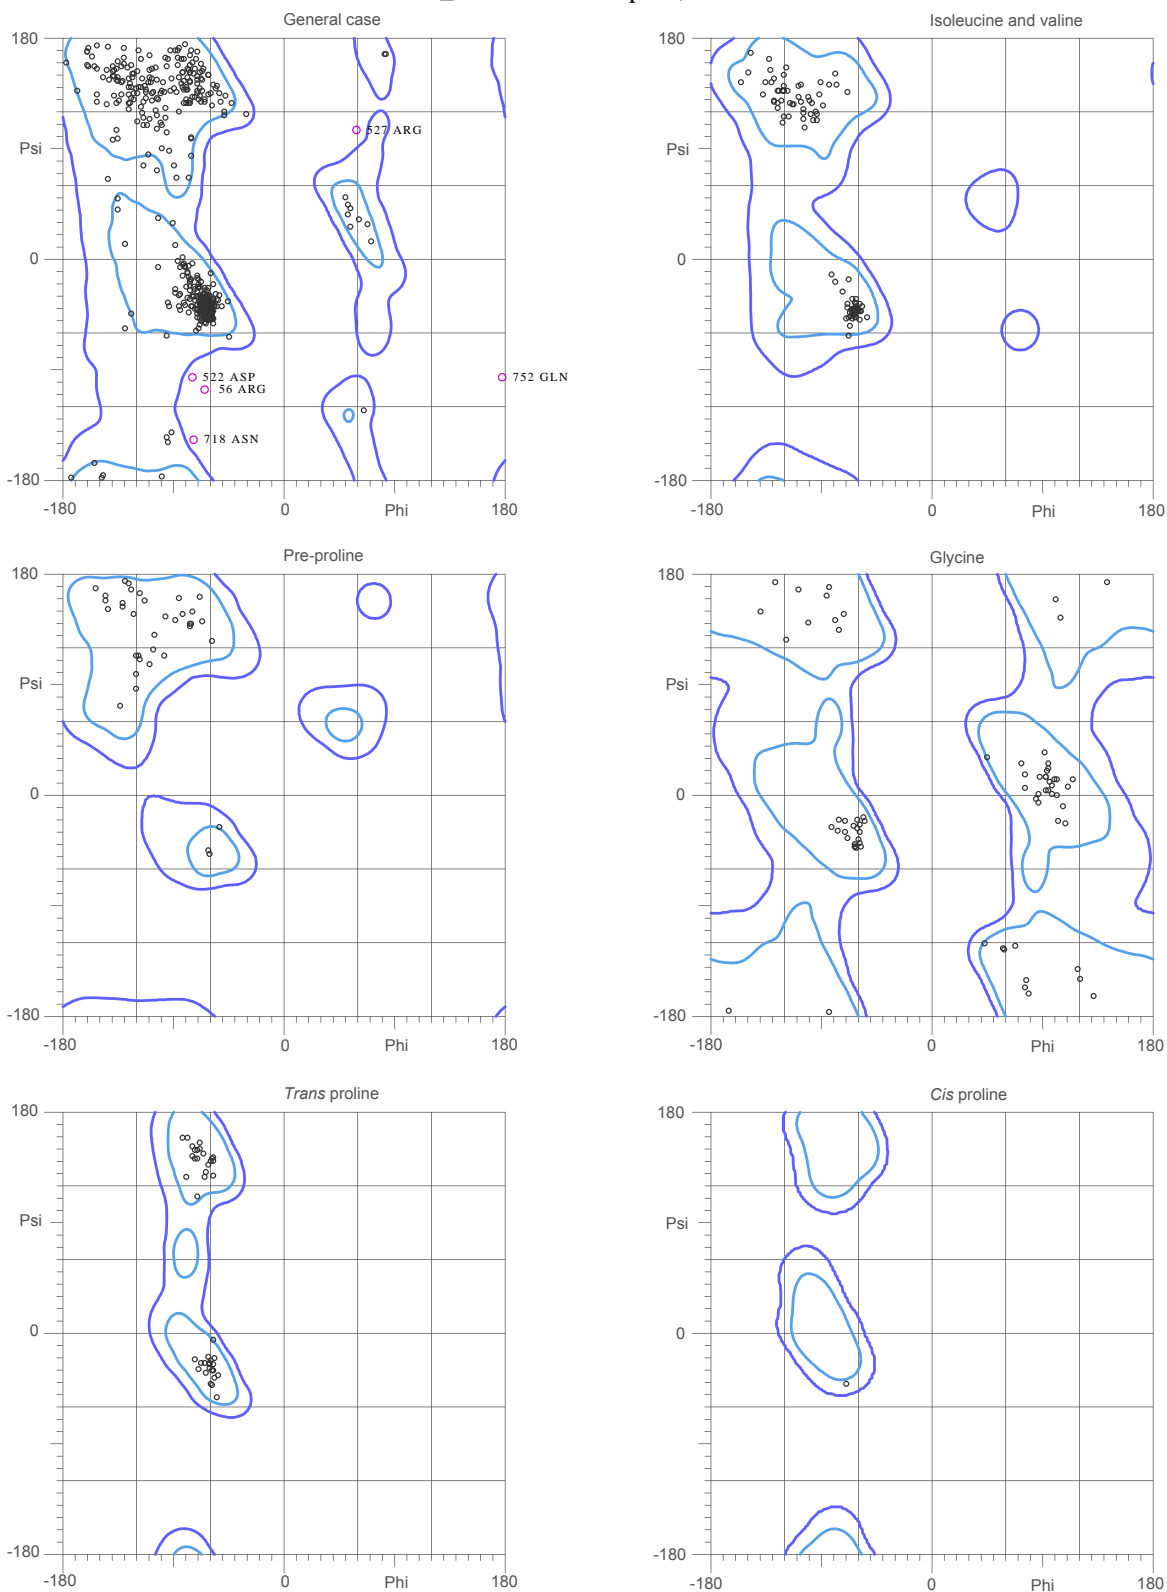 General case
Isoleucine and valine
180
180
527 ARG
Psi
Psi
0
0
522 ASP
752 GLN
56 ARG
718 ASN
-180
-180
-180
0
Phi
180
-180
0
Phi
180
Pre-proline
Glycine
180
180
Psi
Psi
0
0
-180
-180
-180
0
Phi
180
-180
0
Phi
180
Trans proline
Cis proline
180
180
Psi
Psi
0
0
-180
-180
-180
0
Phi
180
-180
0
Phi
180